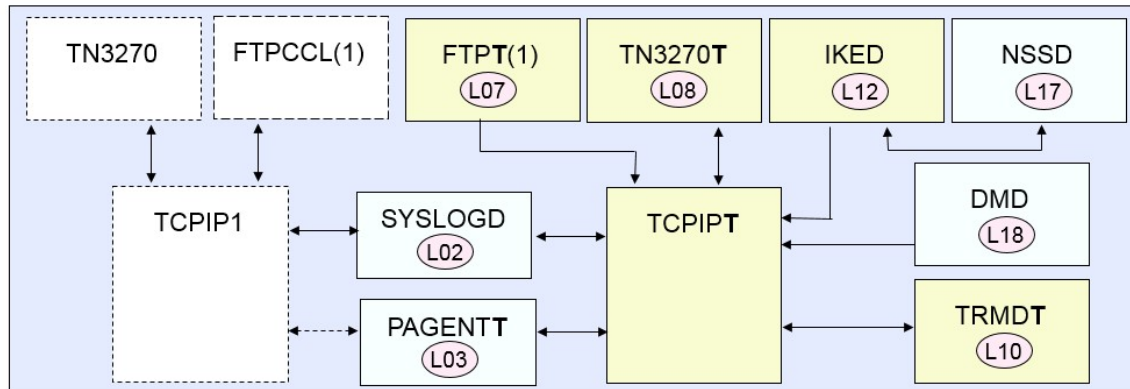 TN3270
FTPCCL(1)
FTPT(1)
L07
TN3270T
L08
IKED
L12
NSSD
L17
TCPIP1
SYSLOGD
L02
TCPIPT
DMD
L18
PAGENTT
L03
TRMDT
L10